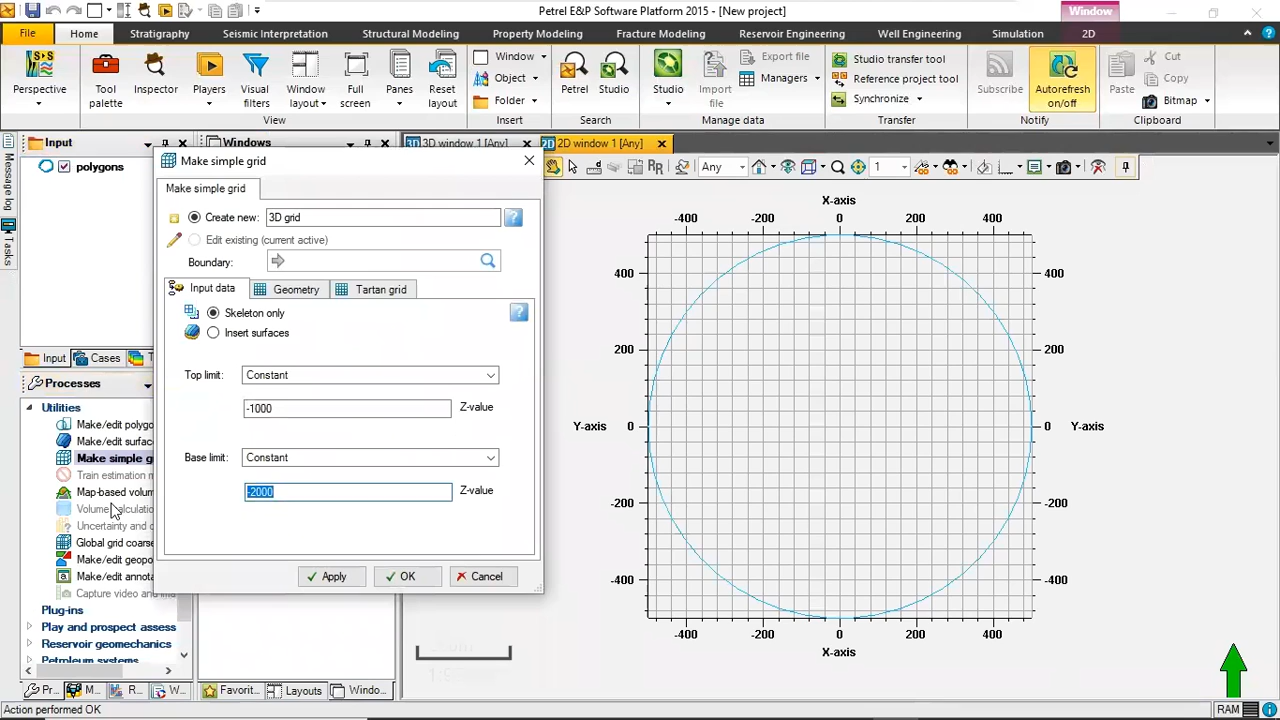 Petrel E&P Software Platform 2015 - [New project]
Window
File
Home
Stratigraphy
Seismic Interpretation
Structural Modeling
Property Modeling
Fracture Modeling
Reservoir Engineering
Well Engineering
Simulation
2D
Perspective
Tool palette
Inspector
Players
Visual filters
Window layout
Full screen
Panes
Reset layout
View
Window
Object
Folder
Insert
Petrel
Studio
Search
Studio
Import file
Export file
Managers
Manage data
Studio transfer tool
Reference project tool
Synchronize
Transfer
Subscribe
Autorefresh on/off
Notify
Paste
Cut
Copy
Bitmap
Clipboard
Message log
Tasks
Input
polygons
Windows
3D window 1 [Any]
2D window 1 [Any]
Any
1
Make simple grid
Make simple grid
Create new:
3D grid
Edit existing (current active)
Boundary:
Input data
Geometry
Tartan grid
Skeleton only
Insert surfaces
Top limit:
Constant
-1000
Z-value
Base limit:
Constant
-2000
Z-value
Apply
OK
Cancel
Input
Cases
Processes
Utilities
Make/edit polygo
Make/edit surfac
Make simple gr
Train estimation
Map-based volum
Volume calculatio
Uncertainty and o
Global grid coarse
Make/edit geopo
Make/edit annota
Capture video and
Plug-ins
Play and prospect assess
Reservoir geomechanics
Petroleum systems
Pr...
M...
R...
W...
Favorit...
Layouts
Windo...
X-axis
-400 -200 0 200 400
400 400
200 200
Y-axis 0 0 Y-axis
-200 -200
-400 -400
-400 -200 0 200 400
X-axis
Action performed OK
RAM